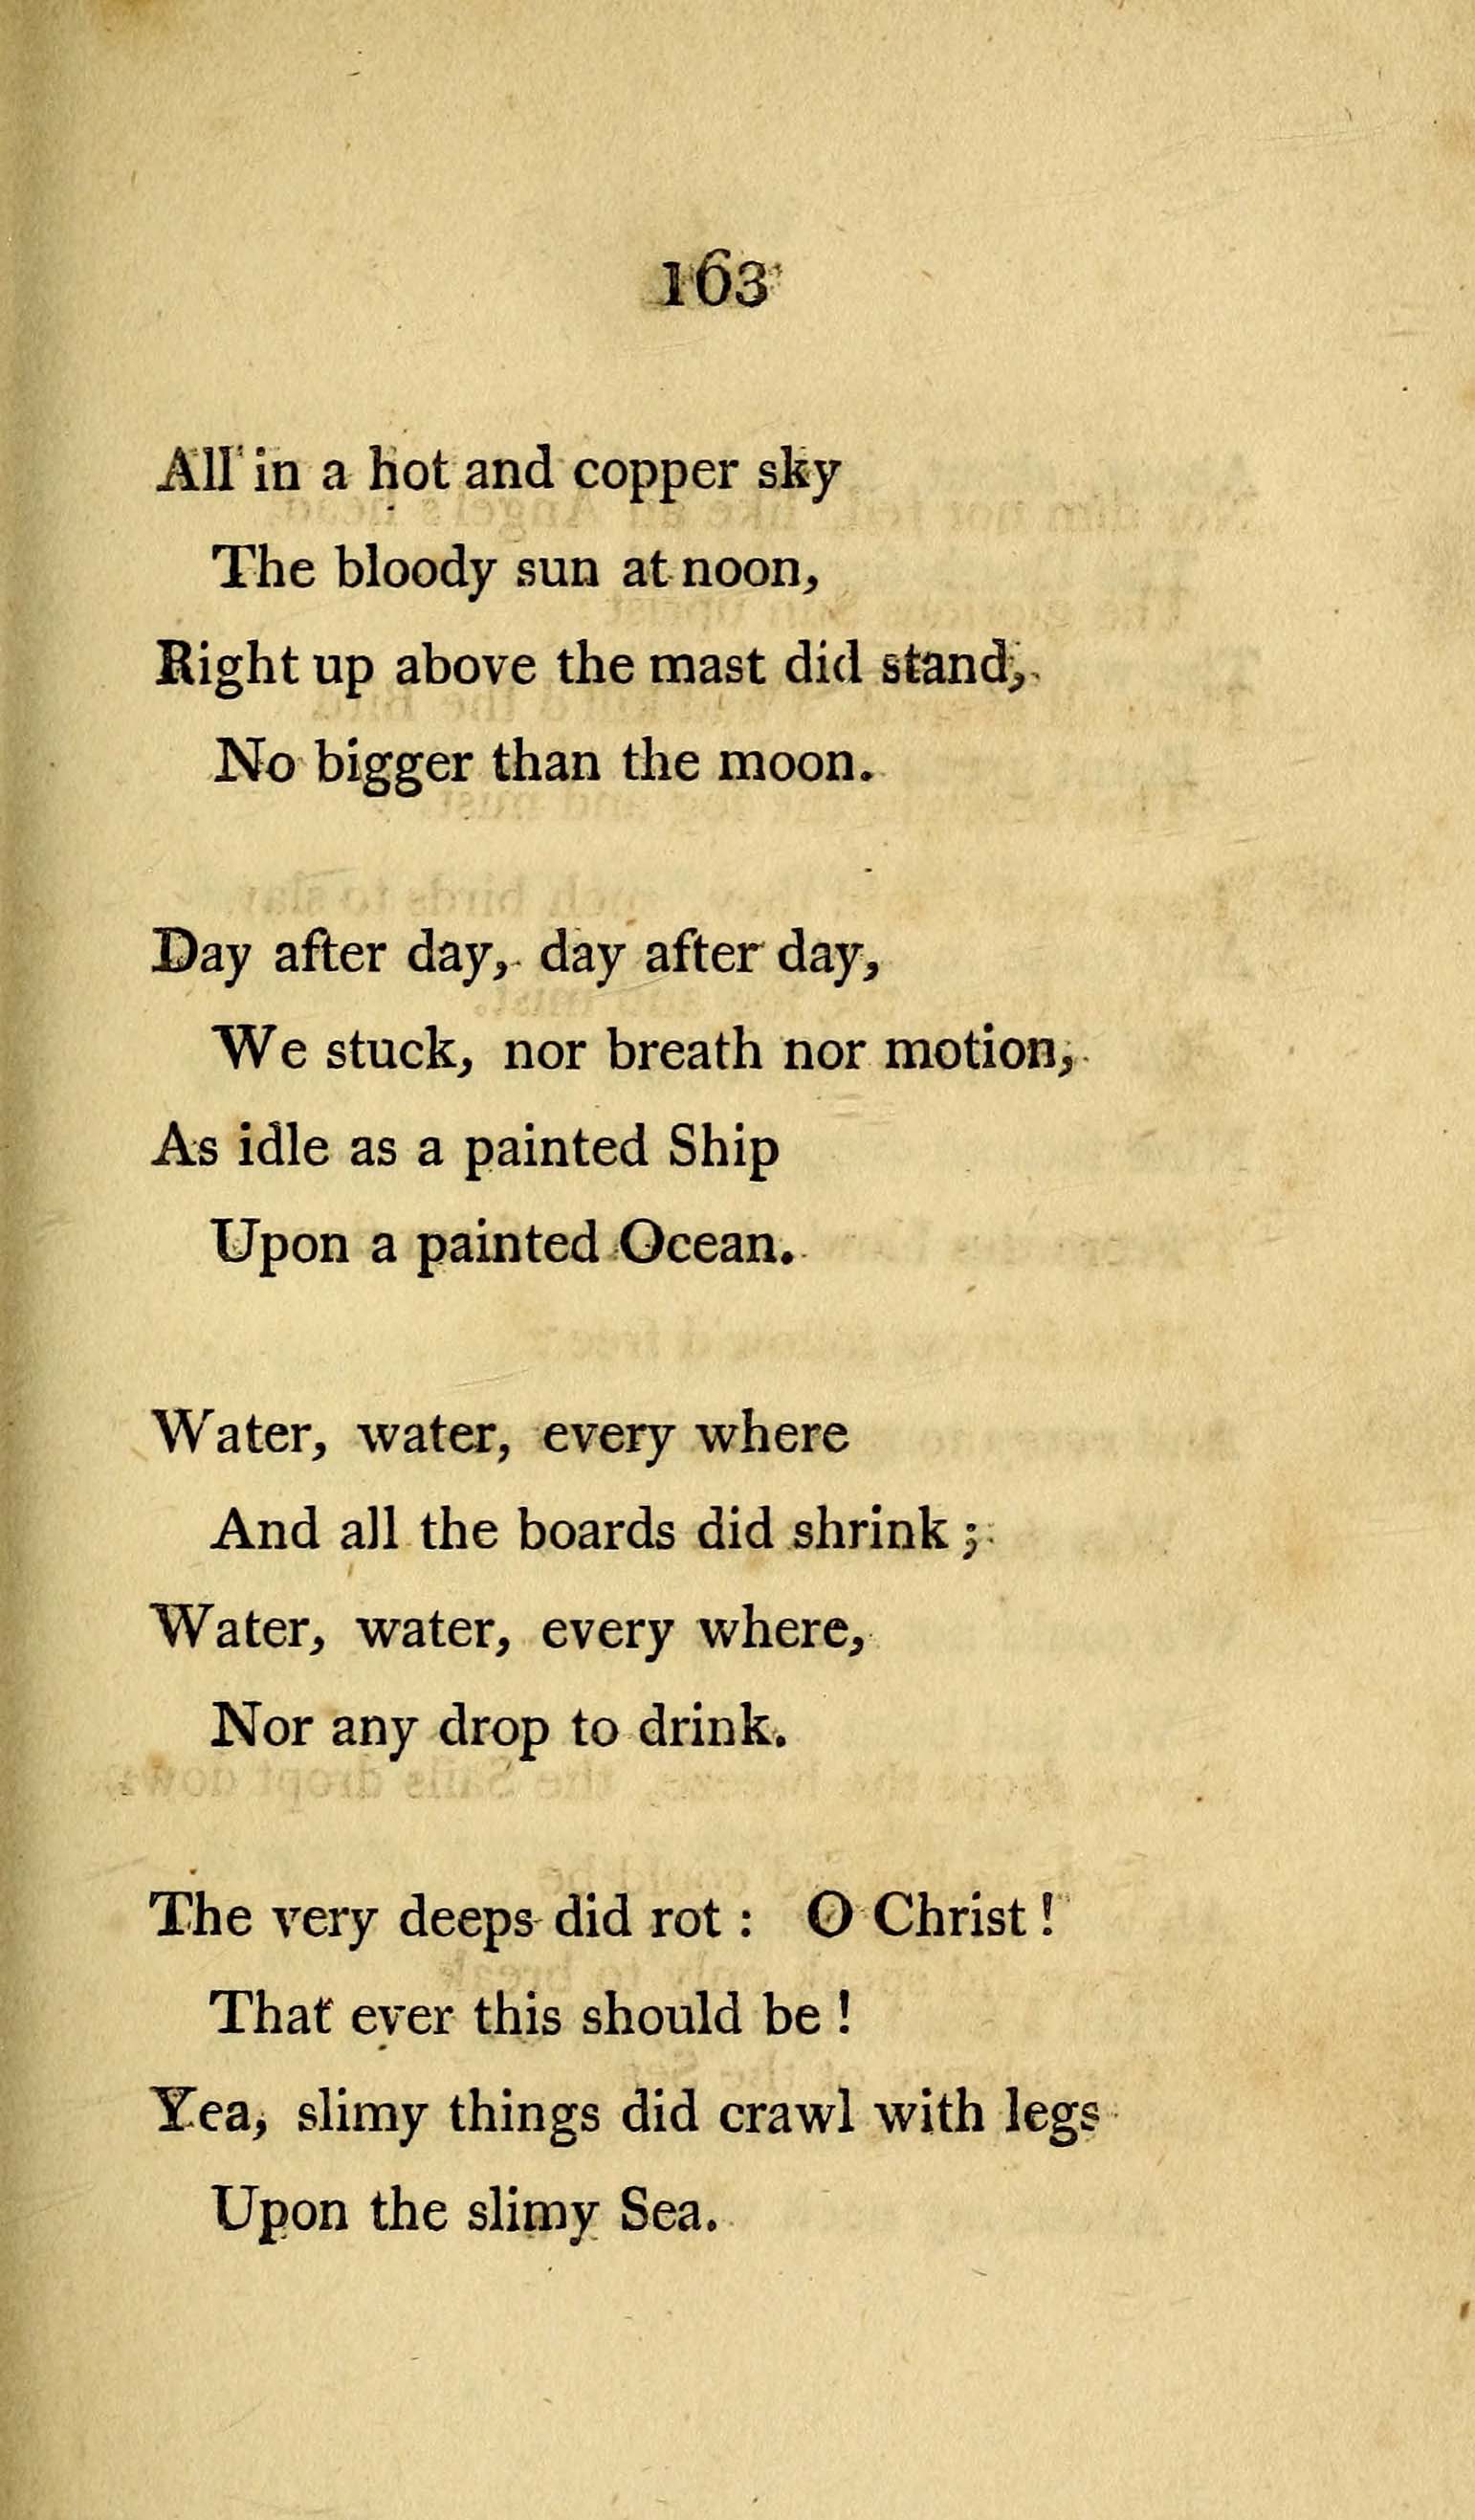 163
All in a hot and copper sky
The bloody sun at noon,
Right up above the mast did stand,
No bigger than the moon.
Day after day, day after day,
We stuck, nor breath nor motion,
As idle as a painted Ship
Upon a painted Ocean.
Water, water, every where
And all the boards did shrink ;
Water, water, every where,
Nor any drop to drink.
The very deeps did rot : O Christ !
That ever this should be !
Yea, slimy things did crawl with legs
Upon the slimy Sea.